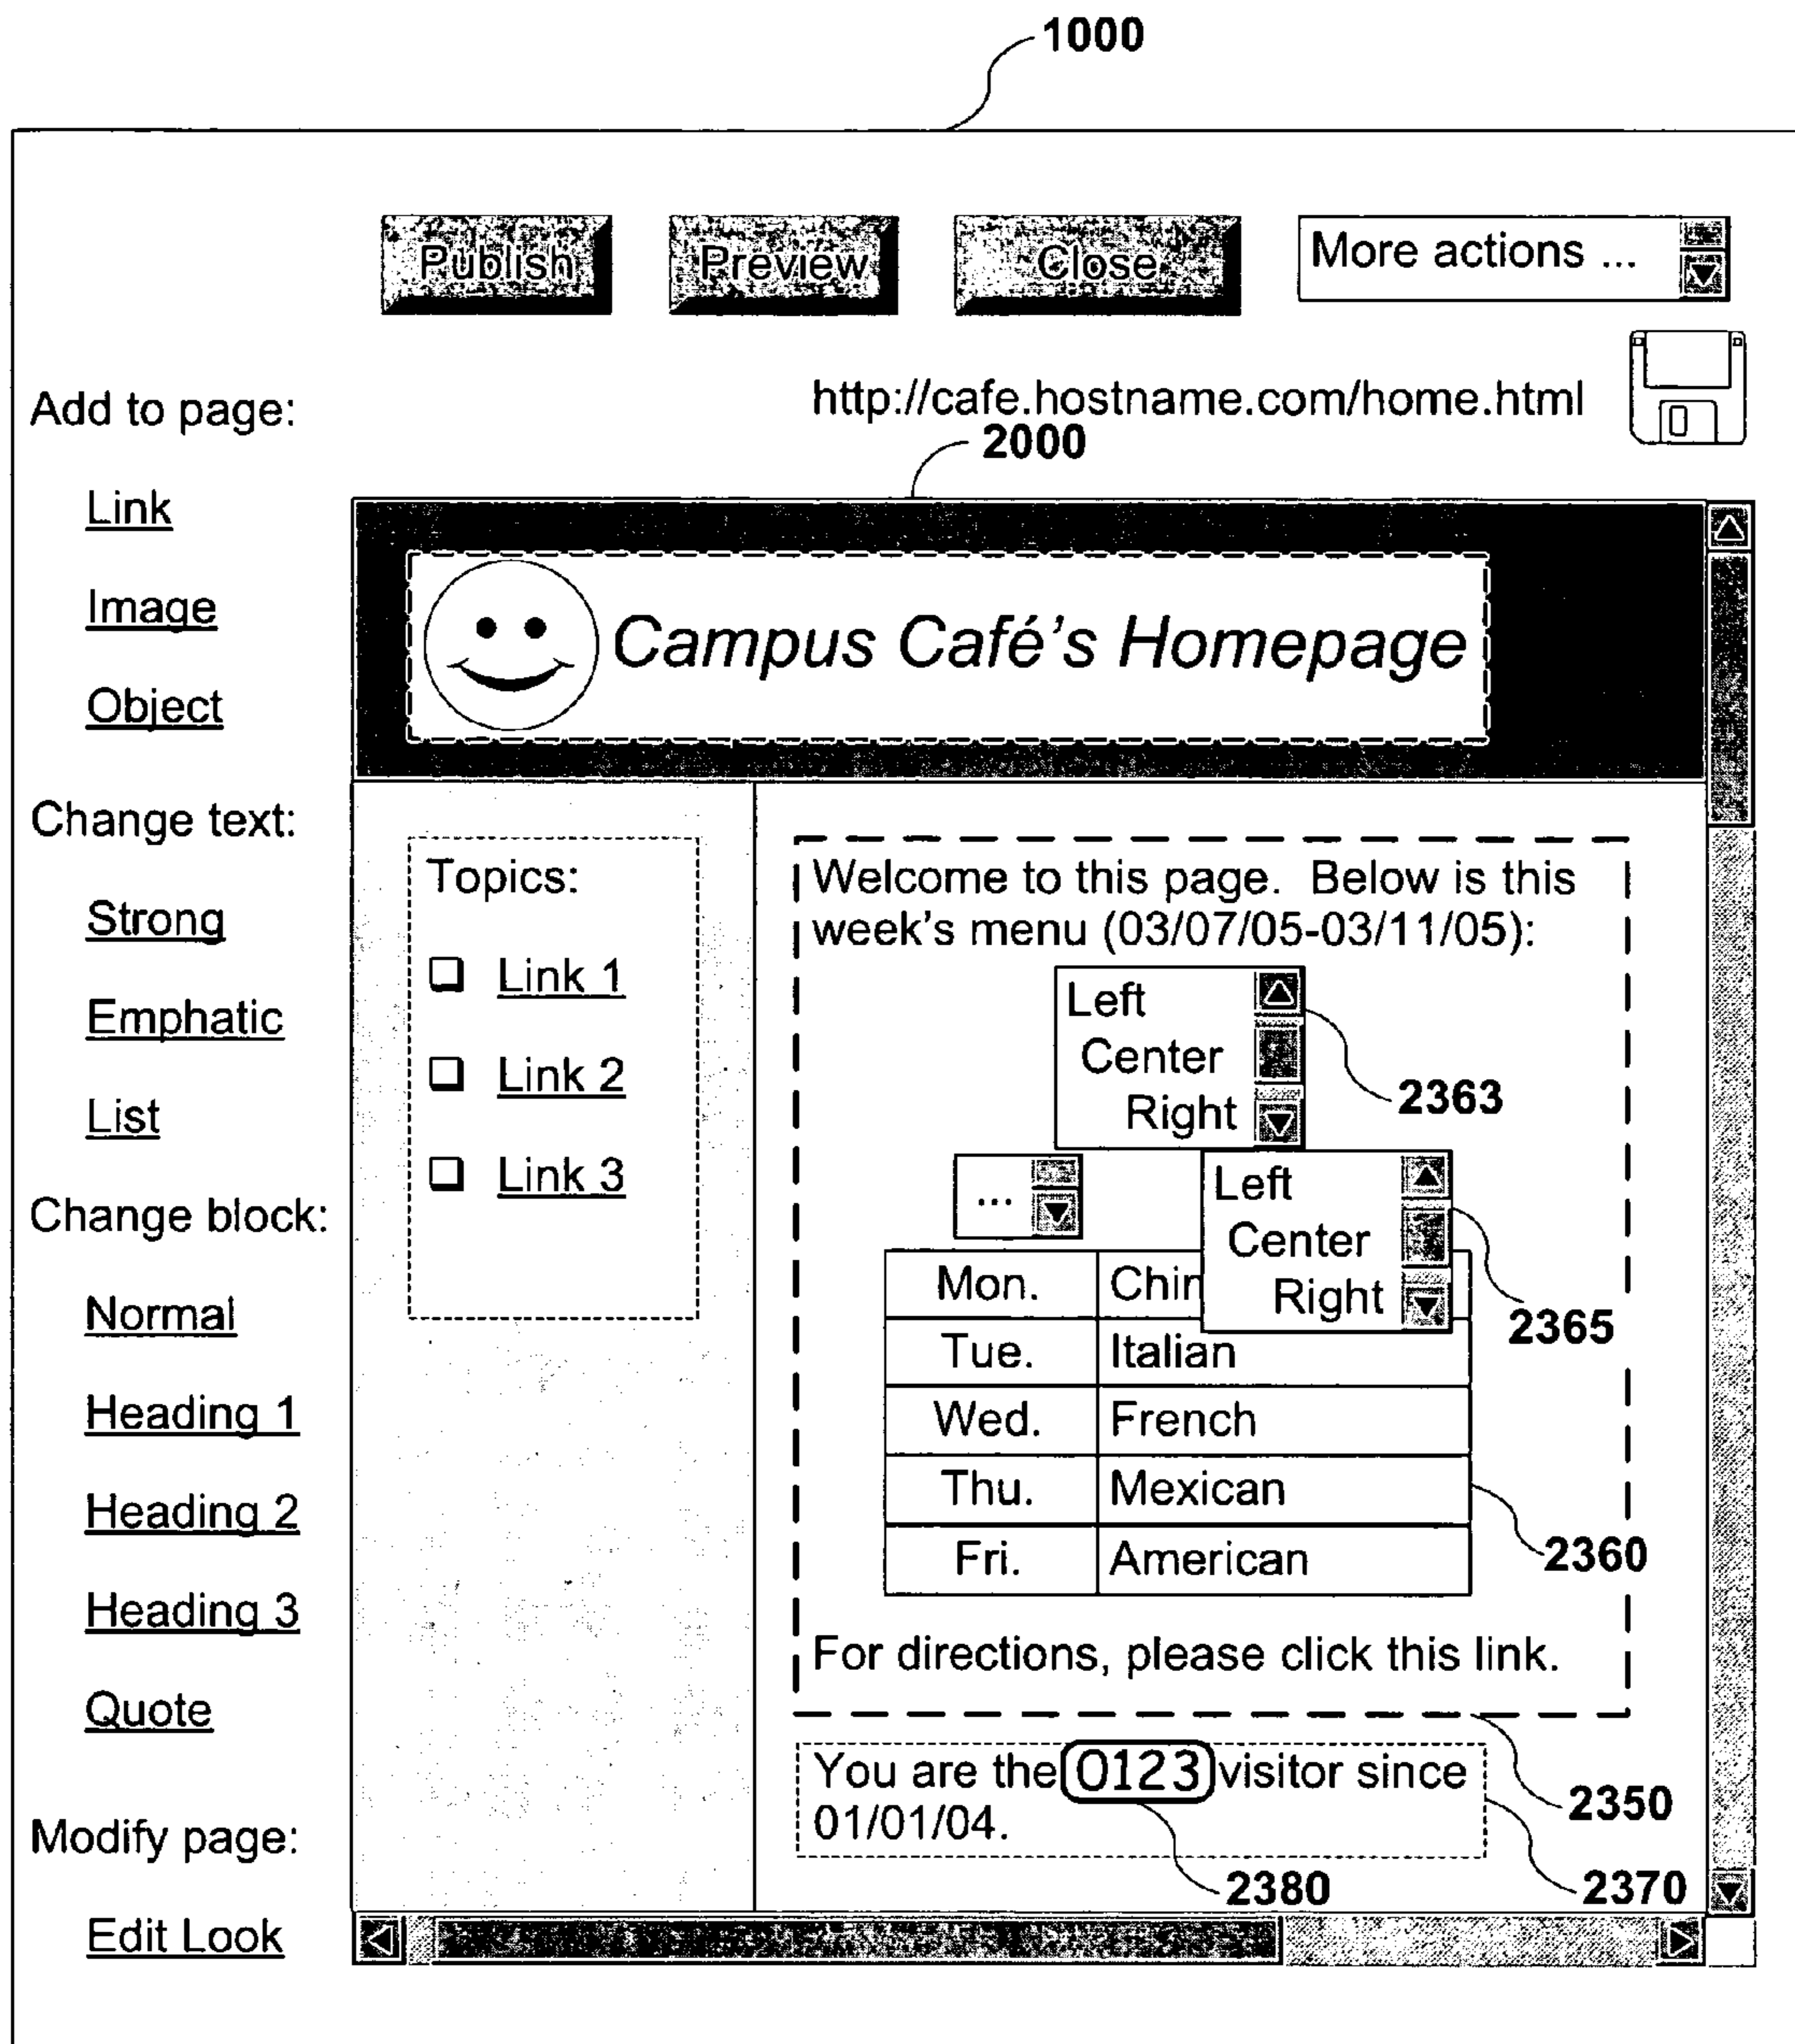 1000
Publish
Preview
Close
More actions ...
http://cafe.hostname.com/home.html
2000
Add to page:
Link
Image
Object
Change text:
Strong
Emphatic
List
Change block:
Normal
Heading 1
Heading 2
Heading 3
Quote
Modify page:
Edit Look
Campus Café's Homepage
Topics:
❑ Link 1
❑ Link 2
❑ Link 3
Welcome to this page. Below is this
week's menu (03/07/05-03/11/05):
Left
Center
Right
2363
...
Left
Center
Right
2365
Mon.
Tue. Italian
Wed. French
Thu. Mexican
Fri. American
2360
For directions, please click this link.
2350
You are the 0123 visitor since
01/01/04.
2380
2370